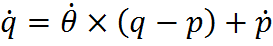 q̇ = θ̇ × (q − p) + ṗ